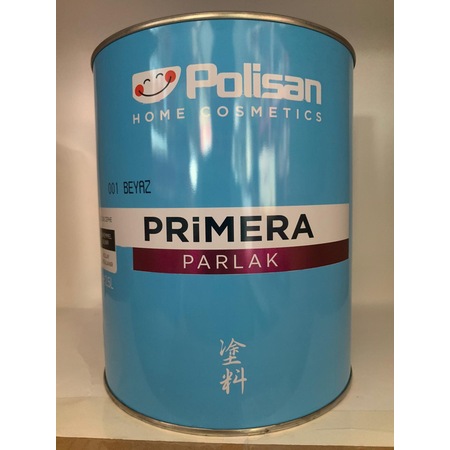 Polisan
HOME COSMETICS
001 BEYAZ
PRiMERA
PARLAK
塗
料